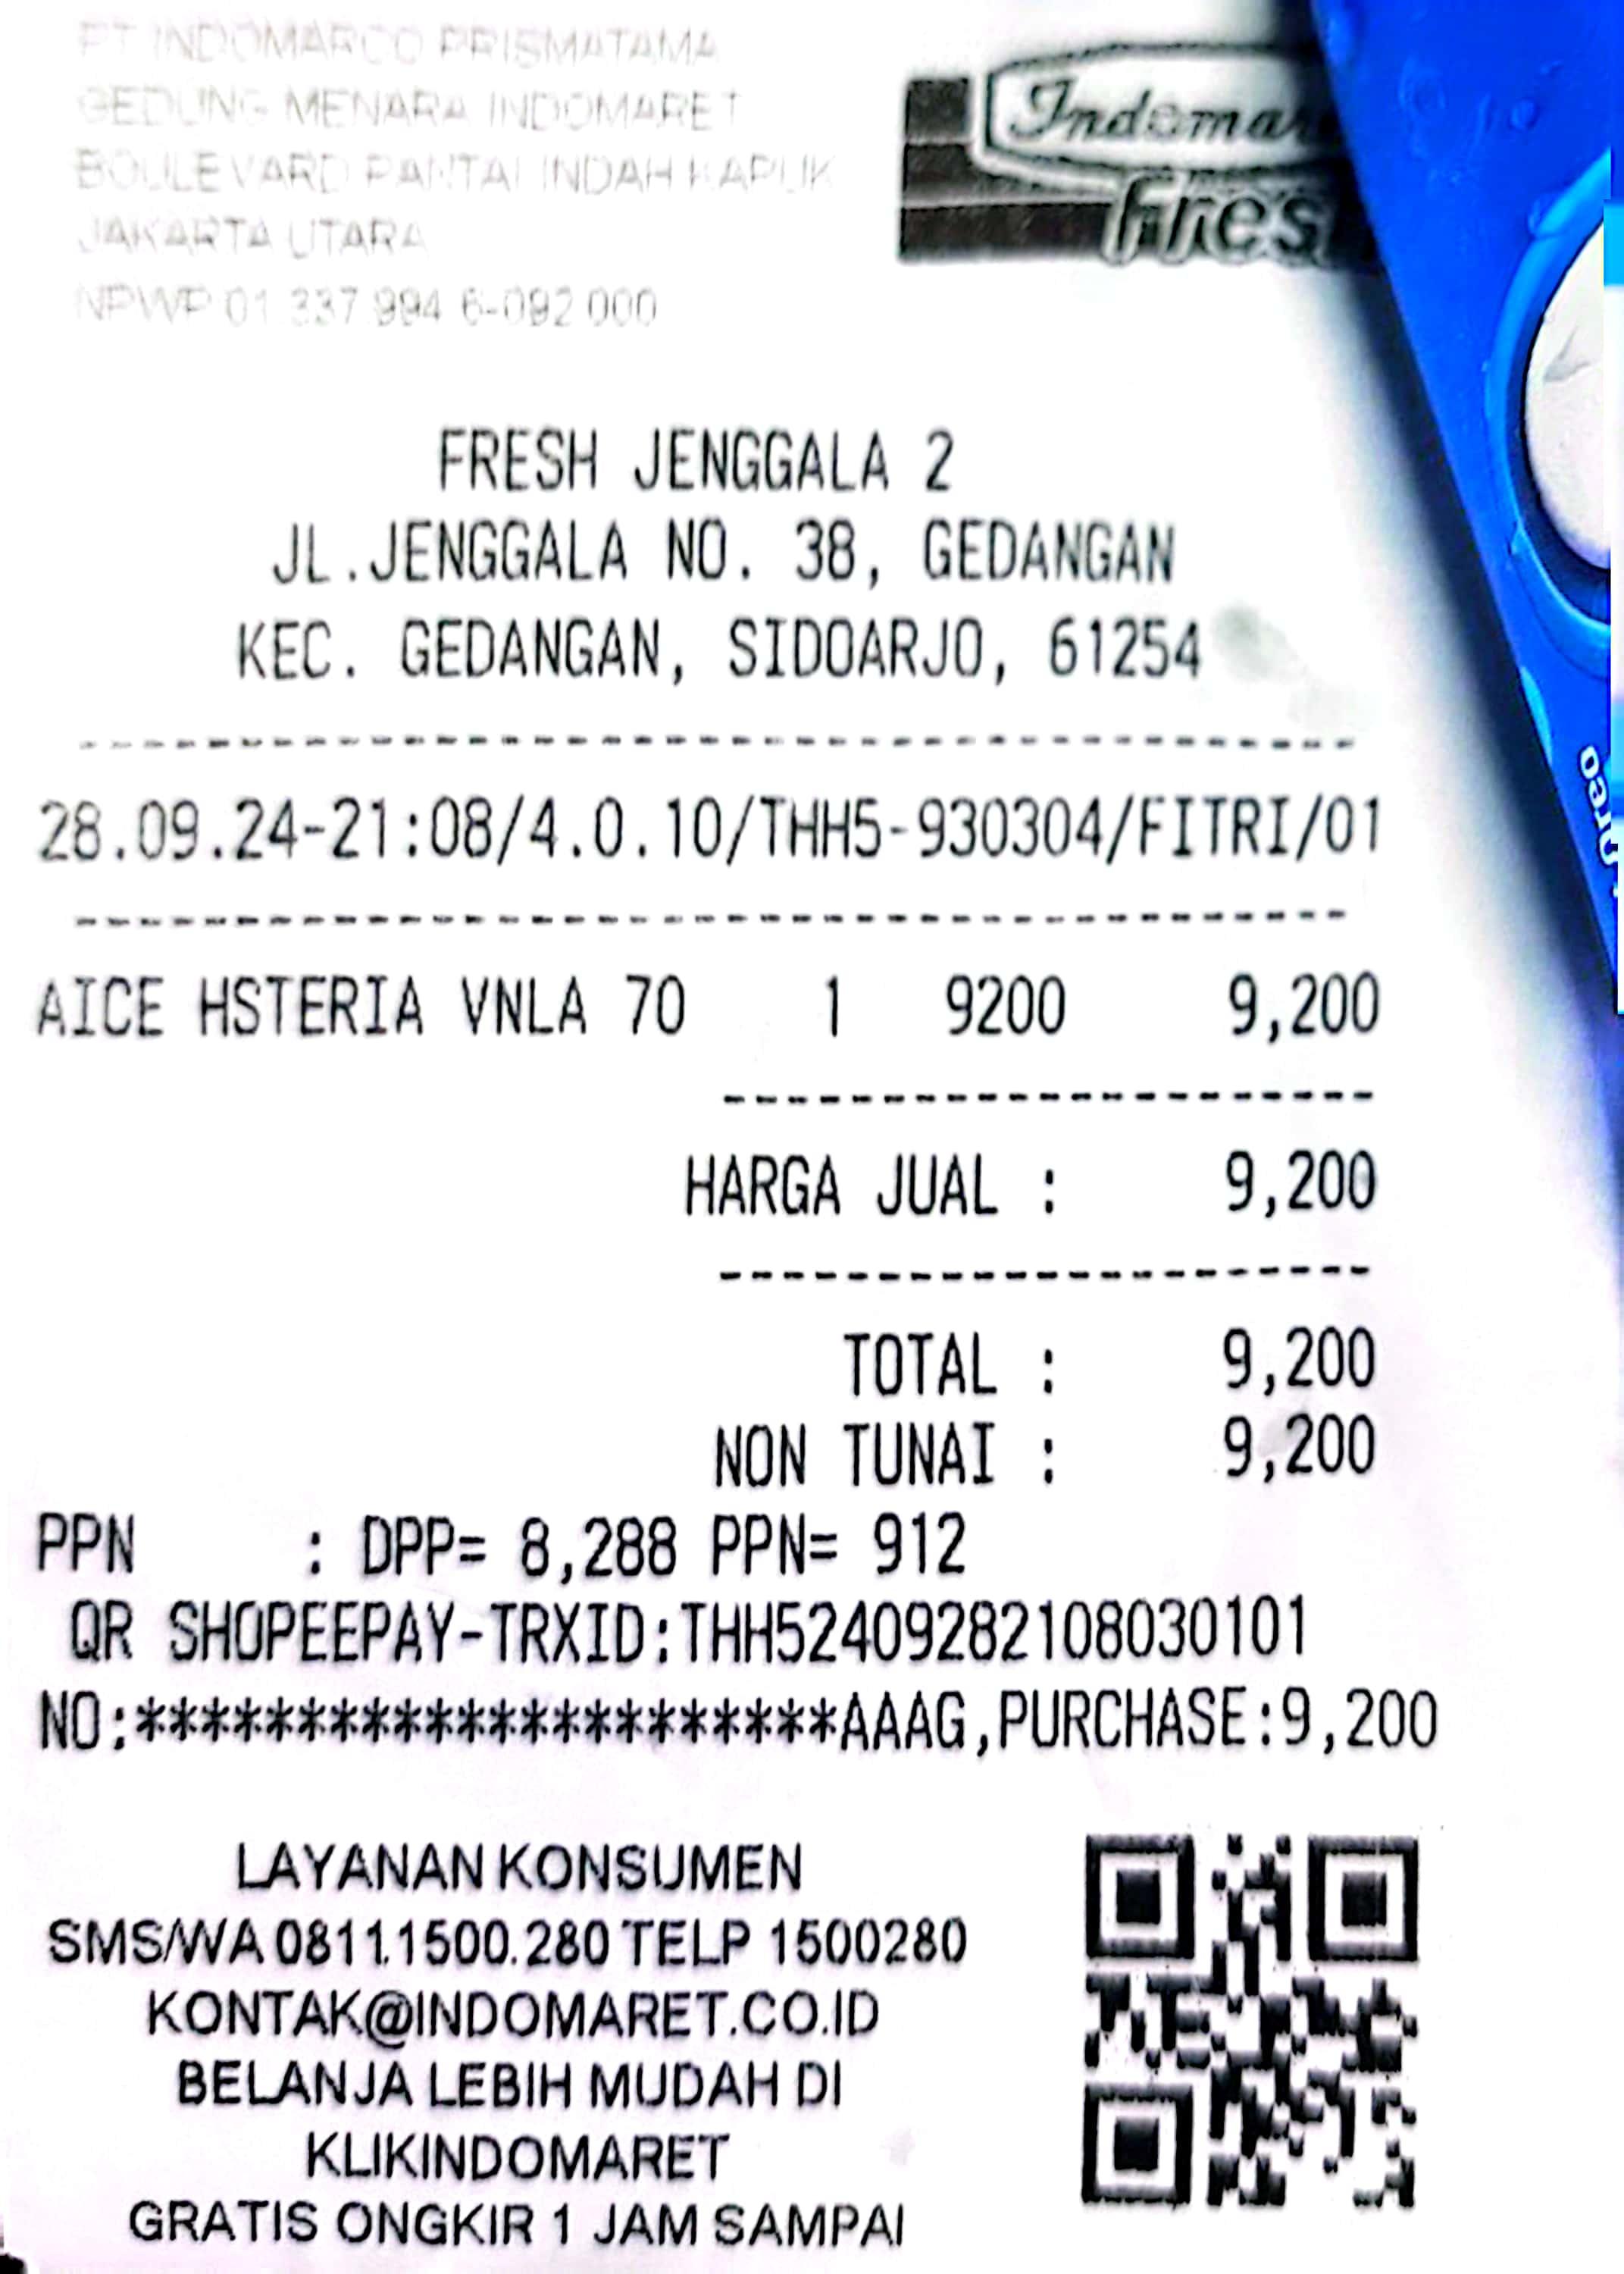 PT INDOMARCO PRISMATAMA
GEDUNG MENARA INDOMARET
BOULEVARD PANTAI INDAH KAPUK
JAKARTA UTARA
NPWP 01 337 994 6-092 000
Indomar
Fresh
FRESH JENGGALA 2
JL.JENGGALA NO. 38, GEDANGAN
KEC. GEDANGAN, SIDOARJO, 61254
28.09.24-21:08/4.0.10/THH5-930304/FITRI/01
AICE HSTERIA VNLA 70 1 9200 9,200
HARGA JUAL : 9,200
TOTAL : 9,200
NON TUNAI : 9,200
PPN : DPP= 8,288 PPN= 912
QR SHOPEEPAY-TRXID:THH52409282108030101
NO:**********************AAAG,PURCHASE:9,200
LAYANAN KONSUMEN
SMS/WA 0811.1500.280 TELP 1500280
KONTAK@INDOMARET.CO.ID
BELANJA LEBIH MUDAH DI
KLIKINDOMARET
GRATIS ONGKIR 1 JAM SAMPAI